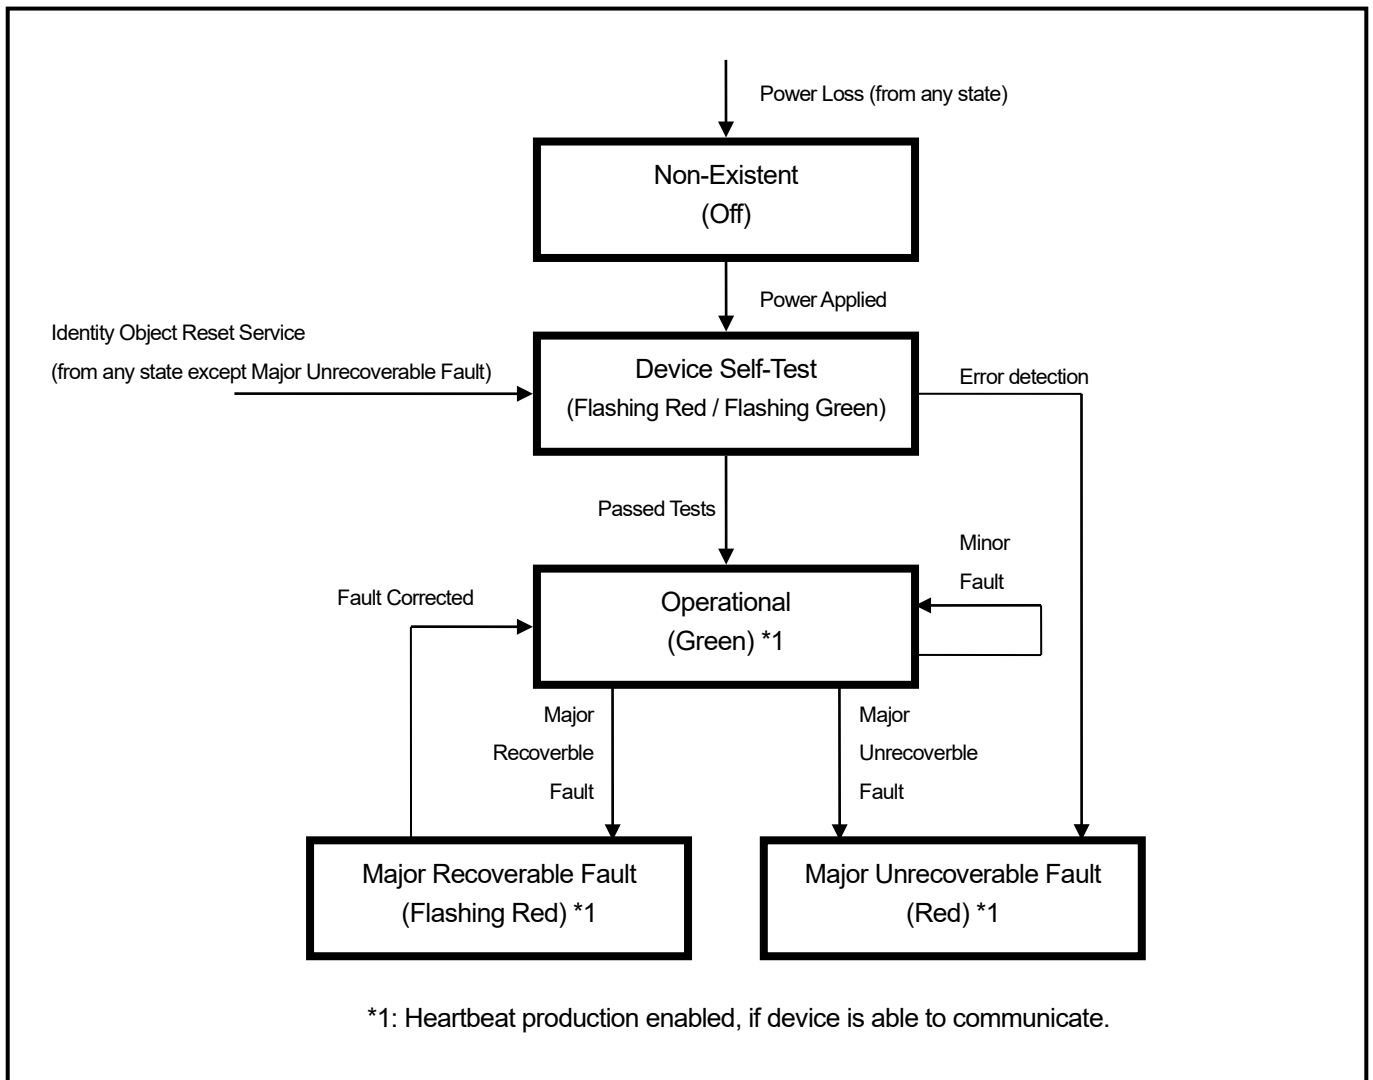 Power Loss (from any state)
Non-Existent
(Off)
Power Applied
Identity Object Reset Service
(from any state except Major Unrecoverable Fault)
Device Self-Test
(Flashing Red / Flashing Green)
Error detection
Passed Tests
Minor
Fault
Fault Corrected
Operational
(Green) *1
Major
Recoverble
Fault
Major
Unrecoverble
Fault
Major Recoverable Fault
(Flashing Red) *1
Major Unrecoverable Fault
(Red) *1
*1: Heartbeat production enabled, if device is able to communicate.